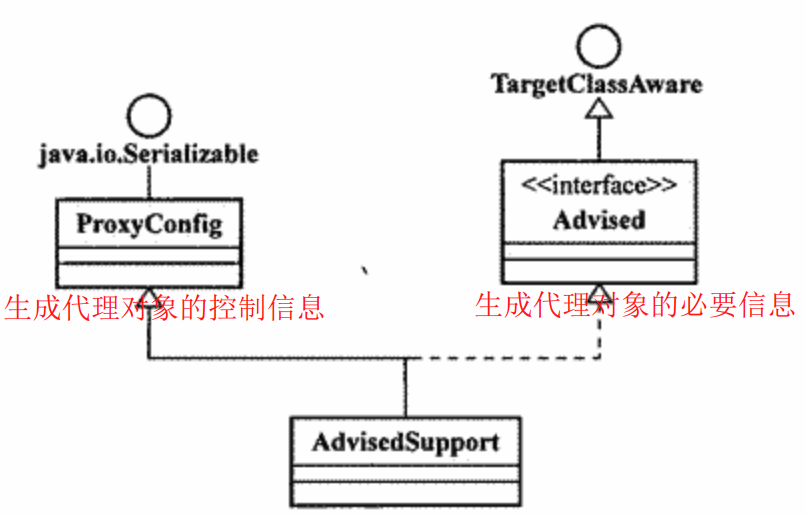 TargetClassAware
java.io.Serializable
<<interface>>
Advised
ProxyConfig
生成代理对象的控制信息
生成代理对象的必要信息
AdvisedSupport